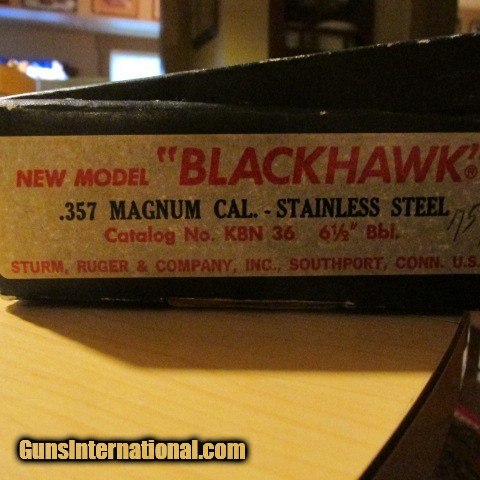 NEW MODEL "BLACKHAWK"®
.357 MAGNUM CAL. - STAINLESS STEEL
Catalog No. KBN 36 6½" Bbl.
STURM, RUGER & COMPANY, INC., SOUTHPORT, CONN. U.S.
GunsInternational.com